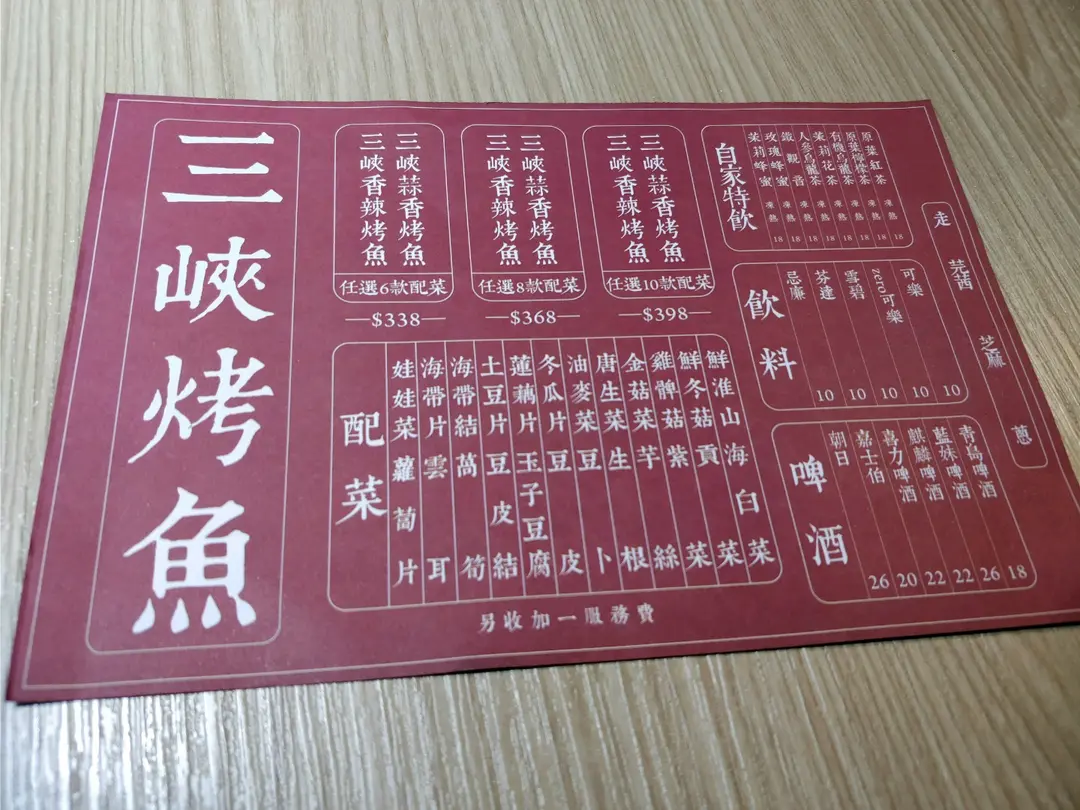 三峽烤魚
三峽蒜香烤魚
三峽香辣烤魚
任選6款配菜
$338
三峽蒜香烤魚
三峽香辣烤魚
任選8款配菜
$368
三峽蒜香烤魚
三峽香辣烤魚
任選10款配菜
$398
配菜
鮮淮山 海白菜
鮮冬菇 貢菜
雞髀菇 紫菜
金菇菜 芋絲
唐生菜 生根
油麥菜 豆卜
冬瓜片 豆皮
蓮藕片 玉子豆腐
土豆片 豆皮結
海帶結 萵筍
海帶片 雲耳
娃娃菜 蘿蔔片
自家特飲
原葉紅茶 凍熱 18
原葉檸檬茶 凍熱 18
有機烏龍茶 凍熱 18
茉莉花茶 凍熱 18
人參烏龍茶 凍熱 18
鐵觀音 凍熱 18
玫瑰蜂蜜 凍熱 18
茉莉蜂蜜 凍熱 18
飲料
可樂 10
zero可樂 10
雪碧 10
芬達 10
忌廉 10
啤酒
青島啤酒 18
藍妹啤酒 26
麒麟啤酒 22
喜力啤酒 22
嘉士伯 20
朝日 26
走 芫茜 芝麻 蔥
另收加一服務費